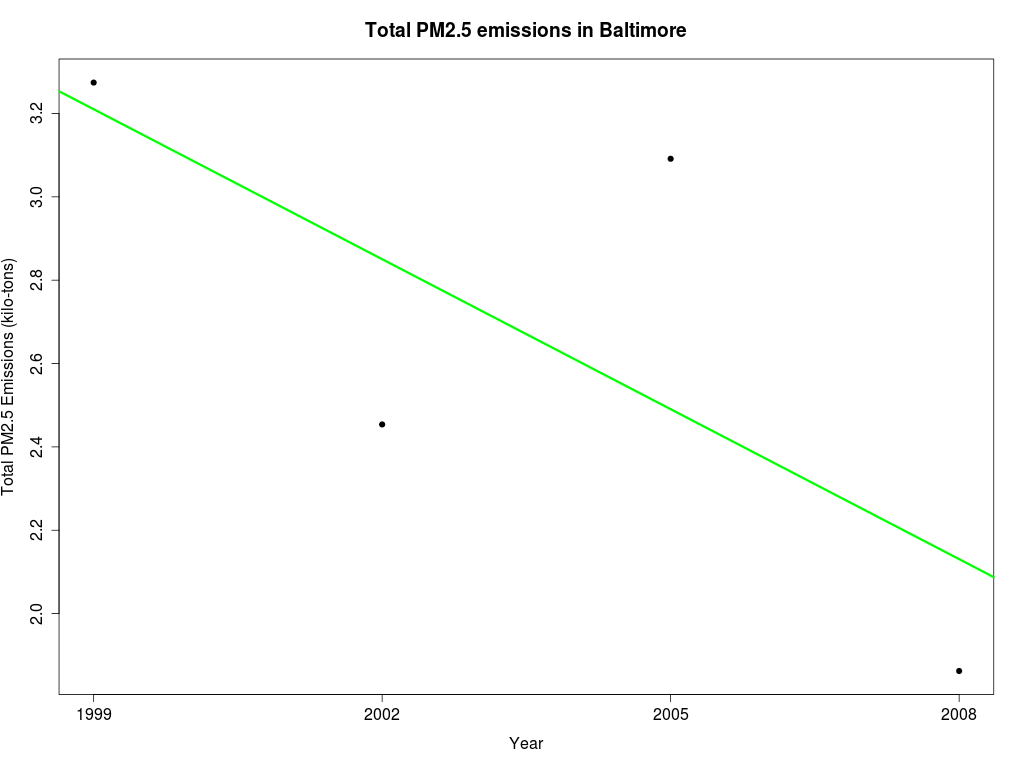 Total PM2.5 emissions in Baltimore
Total PM2.5 Emissions (kilo-tons)
3.2
3.0
2.8
2.6
2.4
2.2
2.0
1999 2002 2005 2008
Year